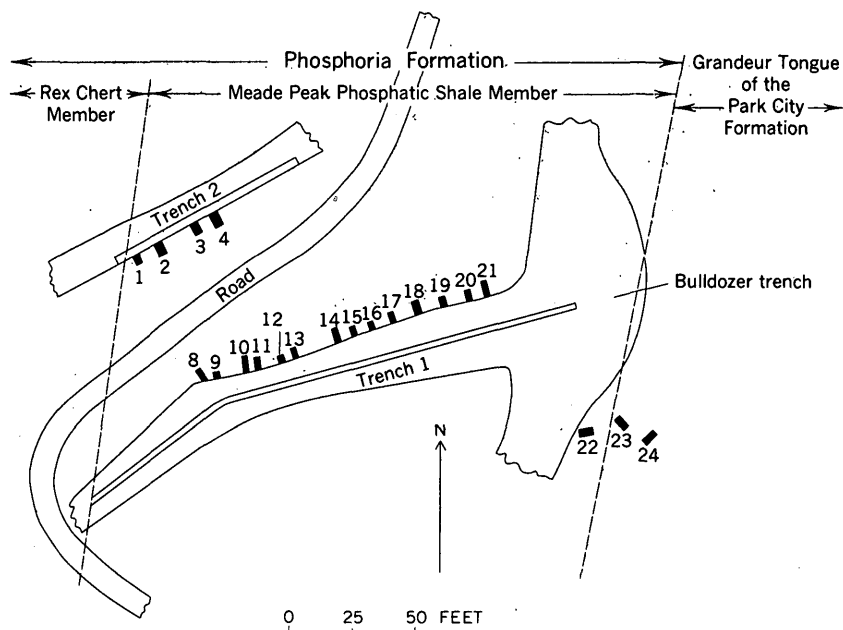 Phosphoria Formation
Grandeur Tongue
of the
Park City
Formation
Rex Chert
Member
Meade Peak Phosphatic Shale Member
Trench 2
1
2
3
4
Road
Bulldozer trench
8
9
10
11
12
13
14
15
16
17
18
19
20
21
Trench 1
22
23
24
N
0 25 50 FEET